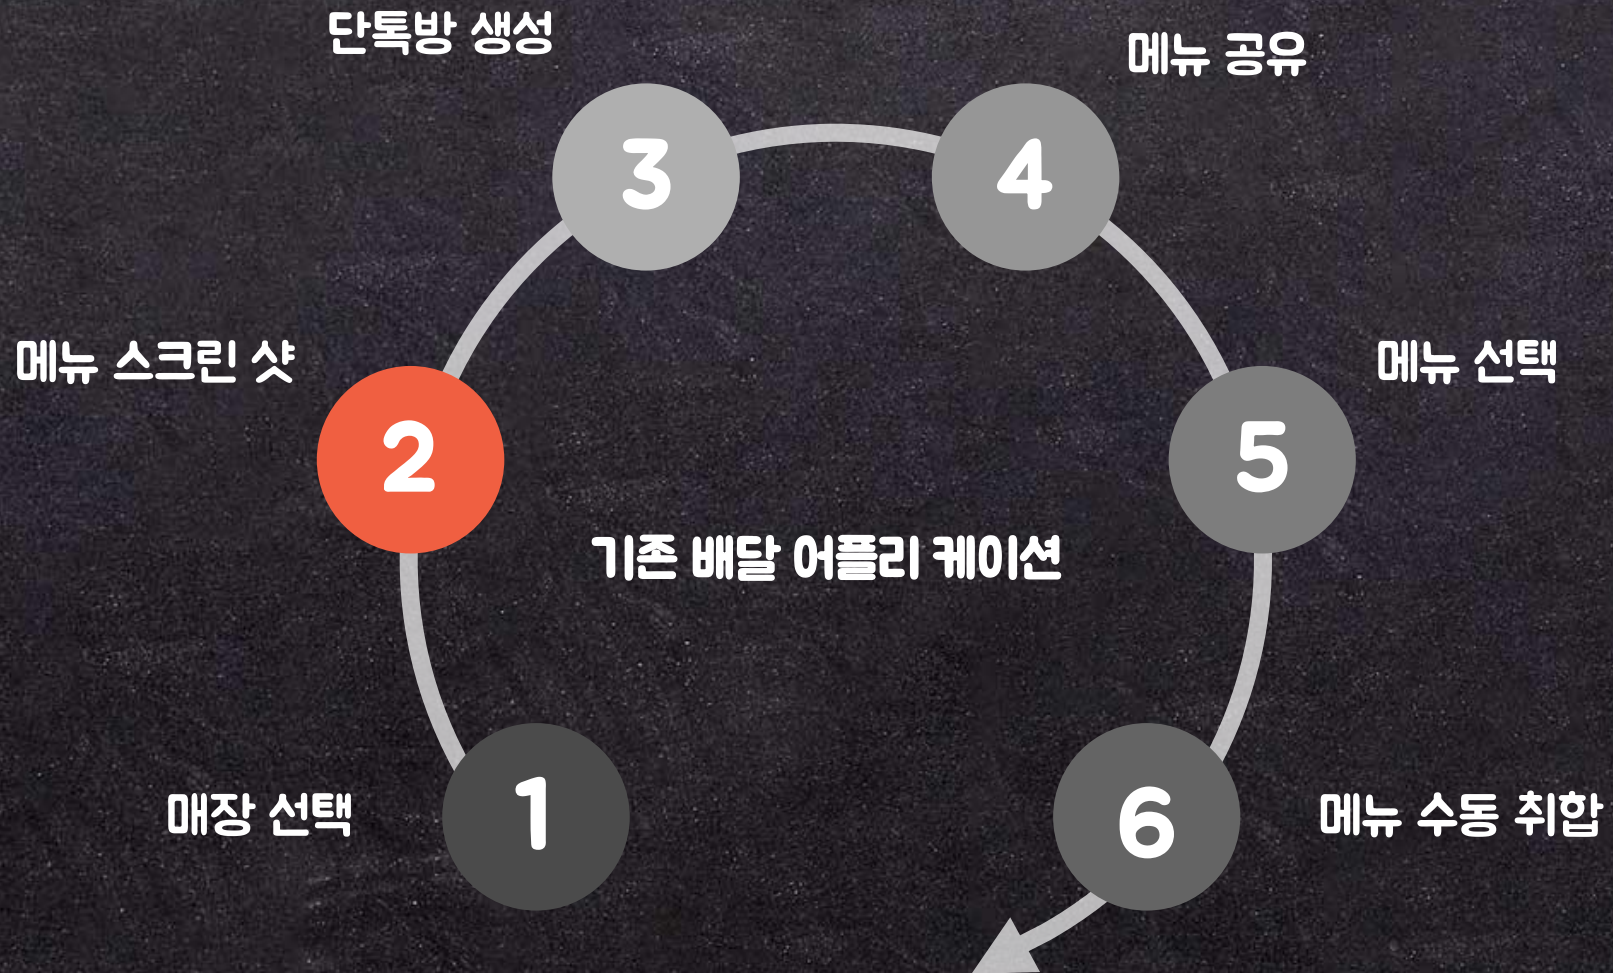 단톡방 생성
메뉴 공유
3
4
메뉴 스크린 샷
메뉴 선택
2
5
기존 배달 어플리 케이션
매장 선택
1
6
메뉴 수동 취합